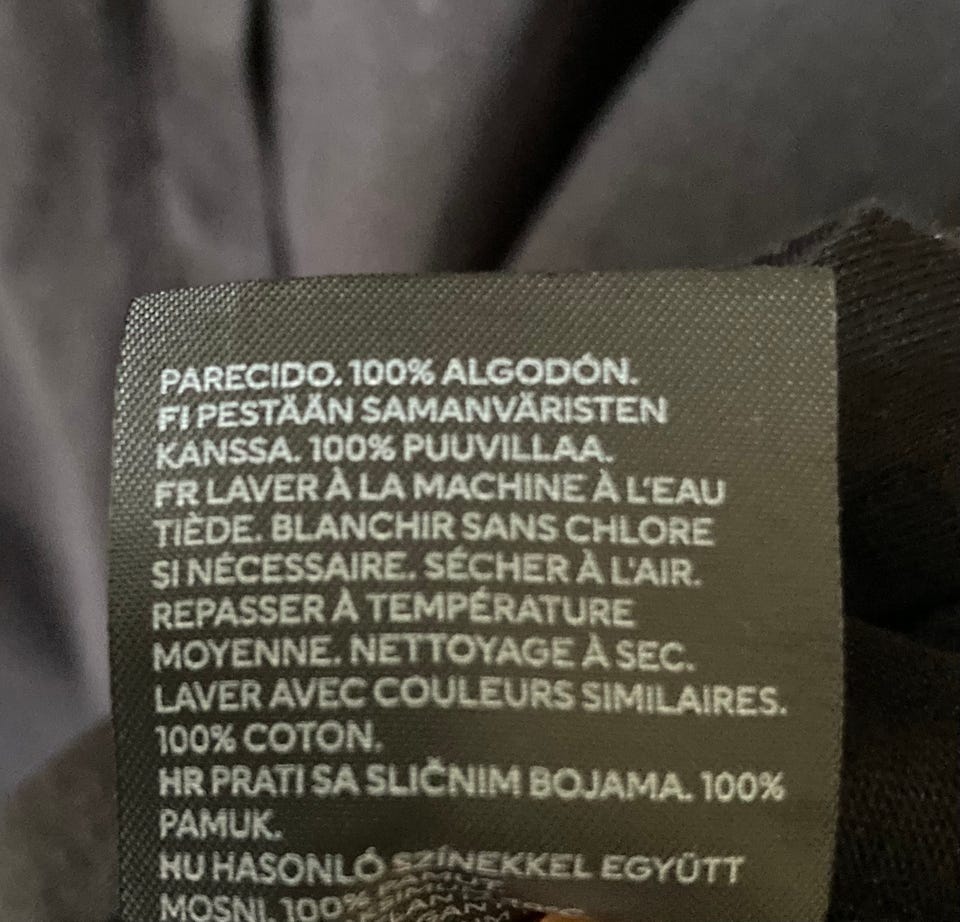 PARECIDO. 100% ALGODÓN.
FI PESTÄÄN SAMANVÄRISTEN
KANSSA. 100% PUUVILLAA.
FR LAVER À LA MACHINE À L'EAU
TIÈDE. BLANCHIR SANS CHLORE
SI NÉCESSAIRE. SÉCHER À L'AIR.
REPASSER À TEMPÉRATURE
MOYENNE. NETTOYAGE À SEC.
LAVER AVEC COULEURS SIMILAIRES.
100% COTON.
HR PRATI SA SLIČNIM BOJAMA. 100%
PAMUK.
HU HASONLÓ SZÍNEKKEL EGYÜTT
MOSNI. 100%